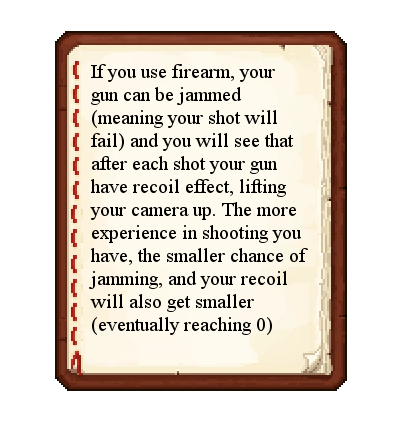 If you use firearm, your
gun can be jammed
(meaning your shot will
fail) and you will see that
after each shot your gun
have recoil effect, lifting
your camera up. The more
experience in shooting you
have, the smaller chance of
jamming, and your recoil
will also get smaller
(eventually reaching 0)